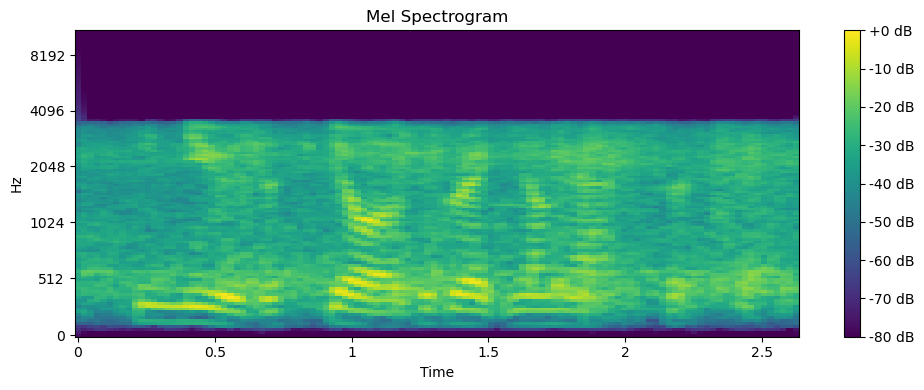 Mel Spectrogram
8192
4096
2048
1024
512
0
Hz
0
0.5
1
1.5
2
2.5
Time
+0 dB
-10 dB
-20 dB
-30 dB
-40 dB
-50 dB
-60 dB
-70 dB
-80 dB